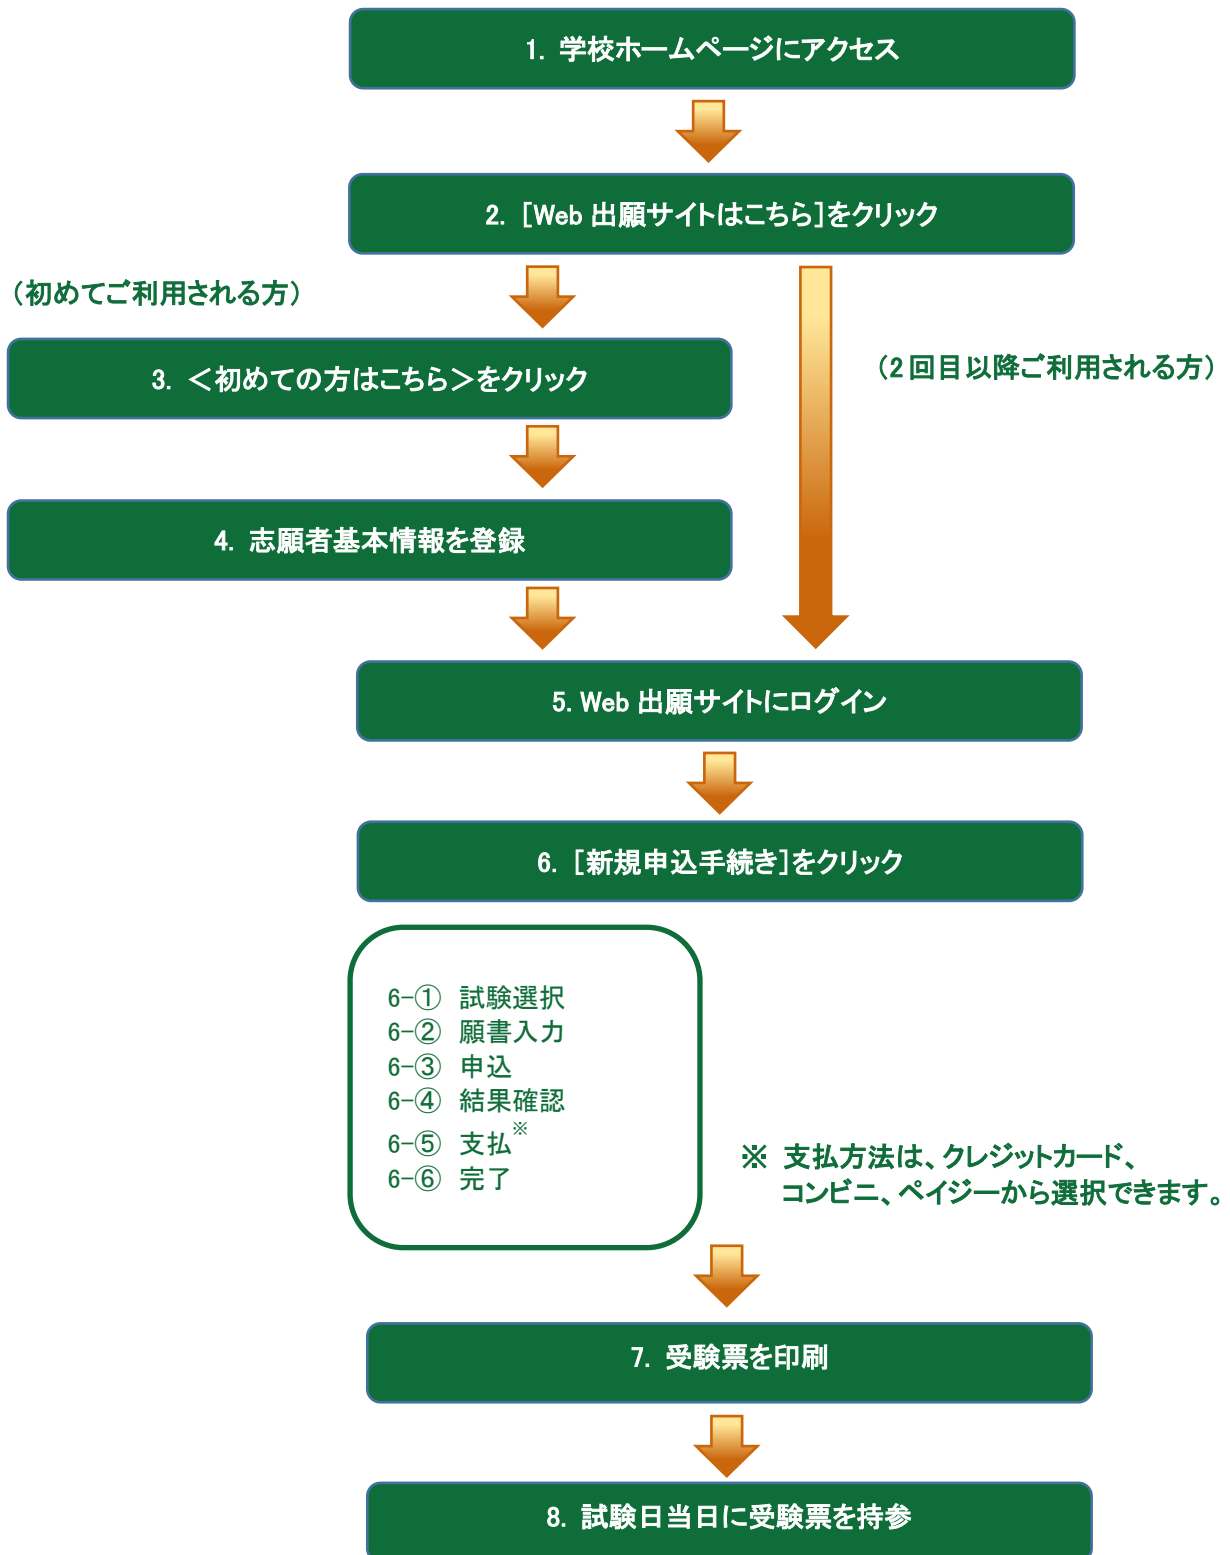 1. 学校ホームページにアクセス
2. [Web 出願サイトはこちら]をクリック
(初めてご利用される方)
3. <初めての方はこちら>をクリック
(2回目以降ご利用される方)
4. 志願者基本情報を登録
5. Web 出願サイトにログイン
6. [新規申込手続き]をクリック
6-① 試験選択
6-② 願書入力
6-③ 申込
6-④ 結果確認
6-⑤ 支払※
6-⑥ 完了
※ 支払方法は、クレジットカード、
コンビニ、ペイジーから選択できます。
7. 受験票を印刷
8. 試験日当日に受験票を持参